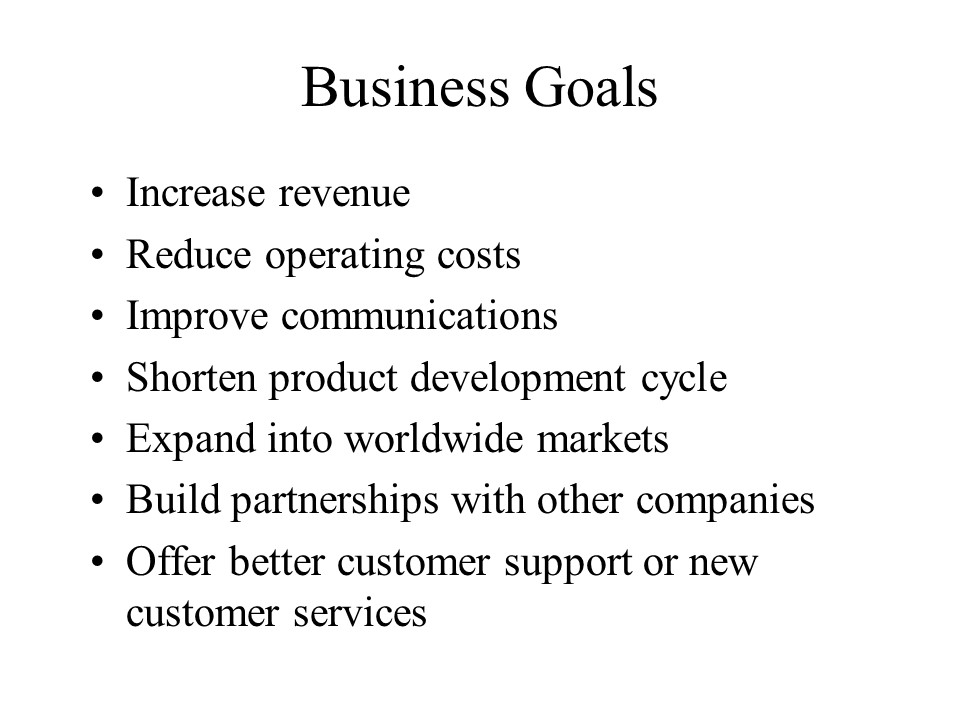 Business Goals
• Increase revenue
• Reduce operating costs
• Improve communications
• Shorten product development cycle
• Expand into worldwide markets
• Build partnerships with other companies
• Offer better customer support or new
customer services